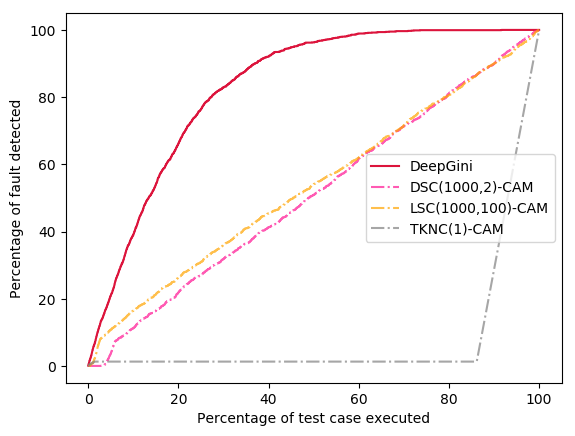 Percentage of fault detected
100
80
60
40
20
0
DeepGini
DSC(1000,2)-CAM
LSC(1000,100)-CAM
TKNC(1)-CAM
0 20 40 60 80 100
Percentage of test case executed